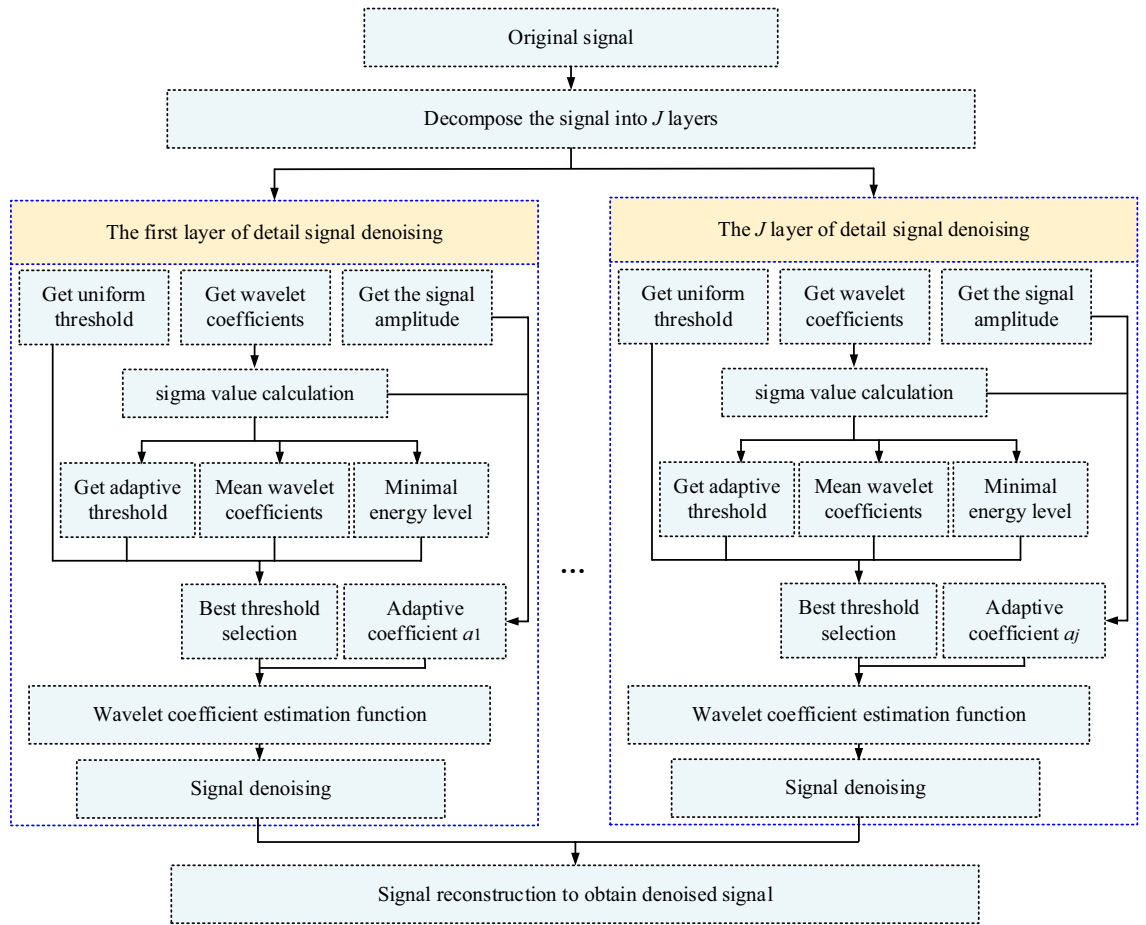 Original signal
Decompose the signal into J layers
The first layer of detail signal denoising
Get uniform
threshold
Get wavelet
coefficients
Get the signal
amplitude
sigma value calculation
Get adaptive
threshold
Mean wavelet
coefficients
Minimal
energy level
Best threshold
selection
Adaptive
coefficient a1
Wavelet coefficient estimation function
Signal denoising
...
The J layer of detail signal denoising
Get uniform
threshold
Get wavelet
coefficients
Get the signal
amplitude
sigma value calculation
Get adaptive
threshold
Mean wavelet
coefficients
Minimal
energy level
Best threshold
selection
Adaptive
coefficient aj
Wavelet coefficient estimation function
Signal denoising
Signal reconstruction to obtain denoised signal